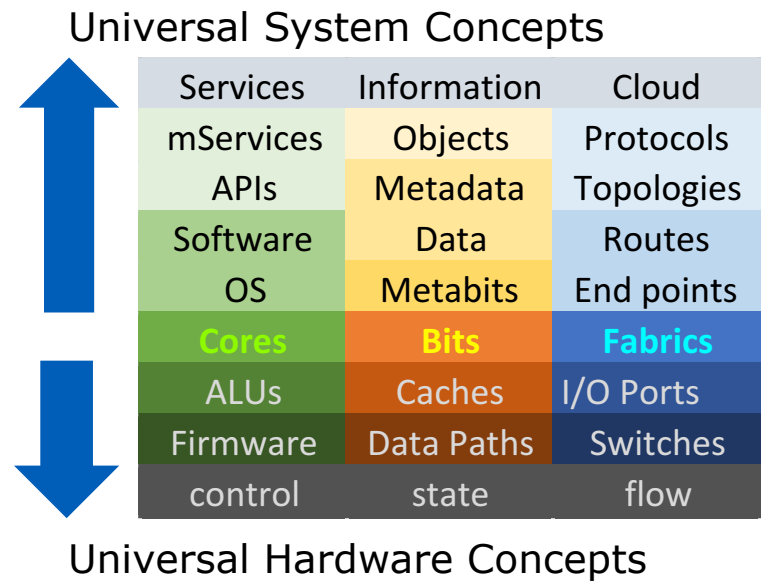 Universal System Concepts
Services Information Cloud
mServices Objects Protocols
APIs Metadata Topologies
Software Data Routes
OS Metabits End points
Cores Bits Fabrics
ALUs Caches I/O Ports
Firmware Data Paths Switches
control state flow
Universal Hardware Concepts